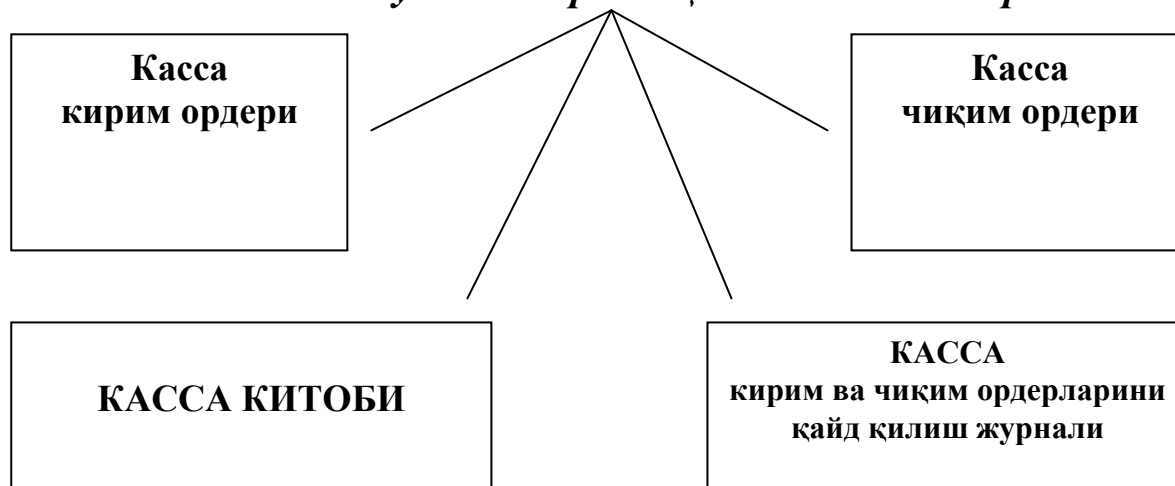 Касса
кирим ордери
Касса
чиқим ордери
КАССА КИТОБИ
КАССА
кирим ва чиқим ордерларини
қайд қилиш журнали